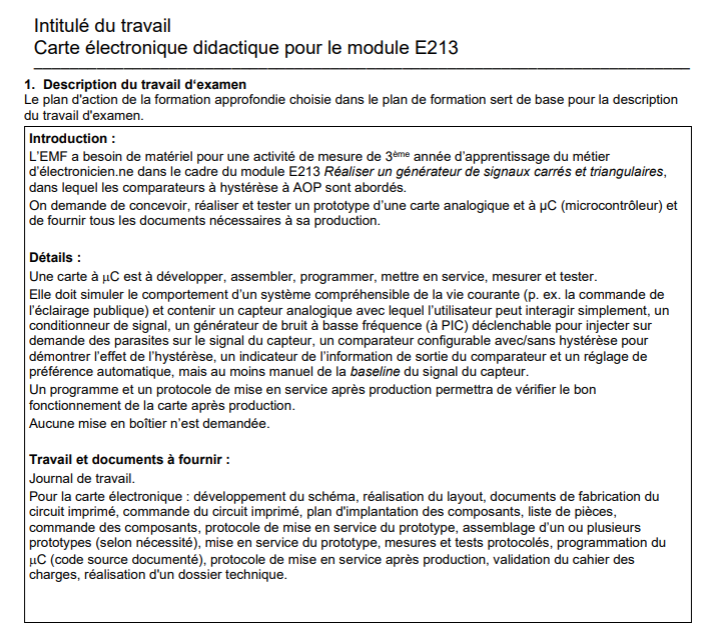 Intitulé du travail
Carte électronique didactique pour le module E213
1. Description du travail d‘examen
Le plan d'action de la formation approfondie choisie dans le plan de formation sert de base pour la description
du travail d'examen.
Introduction :
L’EMF a besoin de matériel pour une activité de mesure de 3ème année d’apprentissage du métier
d’électronicien.ne dans le cadre du module E213 Réaliser un générateur de signaux carrés et triangulaires,
dans lequel les comparateurs à hystérèse à AOP sont abordés.
On demande de concevoir, réaliser et tester un prototype d’une carte analogique et à µC (microcontrôleur) et
de fournir tous les documents nécessaires à sa production.
Détails :
Une carte à µC est à développer, assembler, programmer, mettre en service, mesurer et tester.
Elle doit simuler le comportement d’un système compréhensible de la vie courante (p. ex. la commande de
l’éclairage publique) et contenir un capteur analogique avec lequel l’utilisateur peut interagir simplement, un
conditionneur de signal, un générateur de bruit à basse fréquence (à PIC) déclenchable pour injecter sur
demande des parasites sur le signal du capteur, un comparateur configurable avec/sans hystérèse pour
démontrer l’effet de l’hystérèse, un indicateur de l’information de sortie du comparateur et un réglage de
préférence automatique, mais au moins manuel de la baseline du signal du capteur.
Un programme et un protocole de mise en service après production permettra de vérifier le bon
fonctionnement de la carte après production.
Aucune mise en boîtier n’est demandée.
Travail et documents à fournir :
Journal de travail.
Pour la carte électronique : développement du schéma, réalisation du layout, documents de fabrication du
circuit imprimé, commande du circuit imprimé, plan d'implantation des composants, liste de pièces,
commande des composants, protocole de mise en service du prototype, assemblage d’un ou plusieurs
prototypes (selon nécessité), mise en service du prototype, mesures et tests protocolés, programmation du
µC (code source documenté), protocole de mise en service après production, validation du cahier des
charges, réalisation d'un dossier technique.